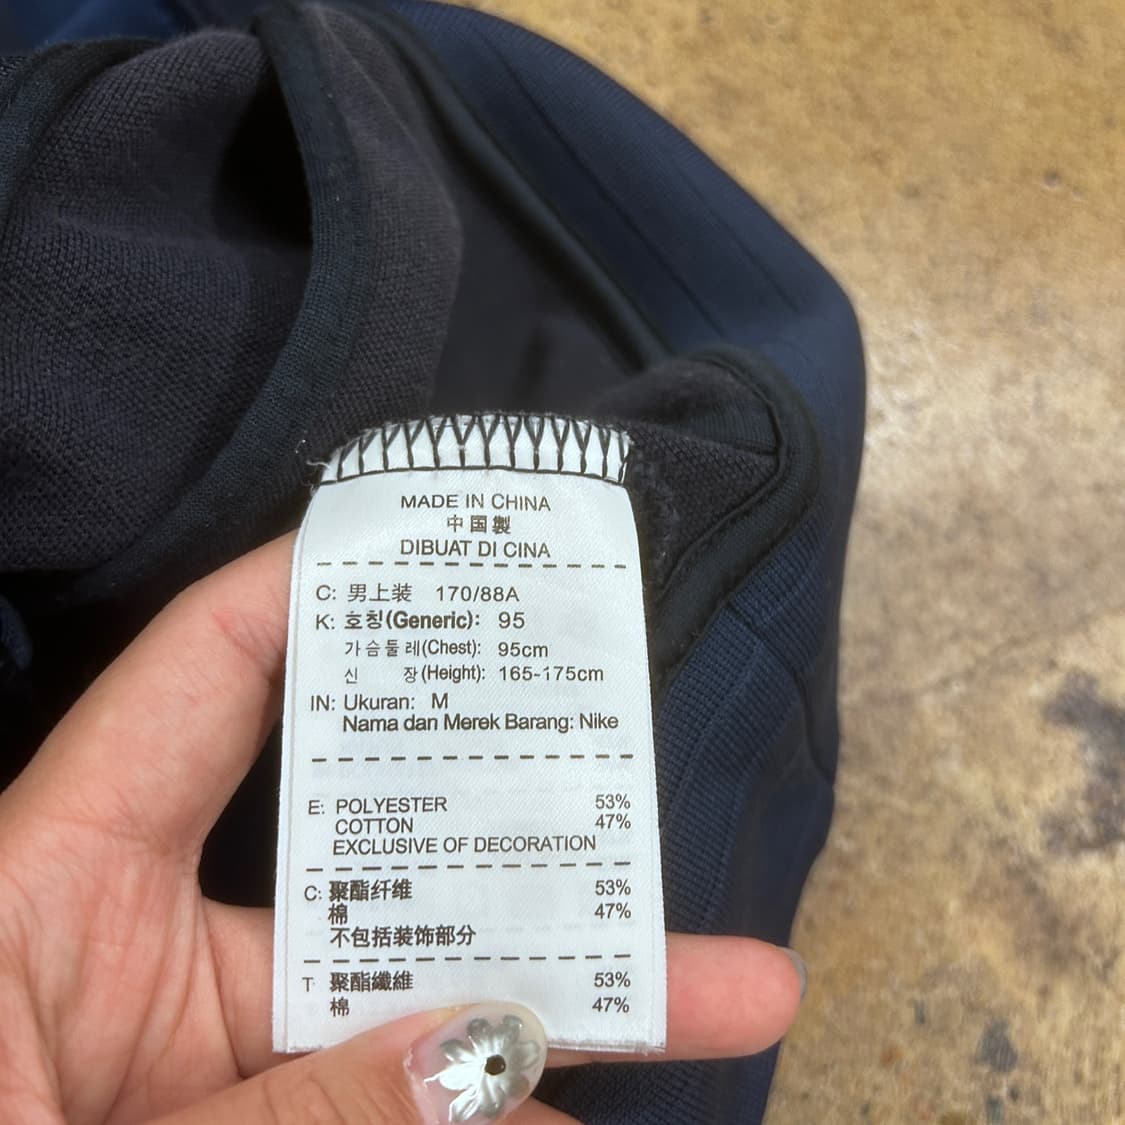 MADE IN CHINA
中国製
DIBUAT DI CINA
C: 男上装 170/88A
K: 호칭(Generic): 95
가슴둘레(Chest): 95cm
신 장(Height): 165-175cm
IN: Ukuran: M
Nama dan Merek Barang: Nike
E: POLYESTER 53%
COTTON 47%
EXCLUSIVE OF DECORATION
C: 聚酯纤维 53%
棉 47%
不包括装饰部分
T: 聚酯纖維 53%
棉 47%